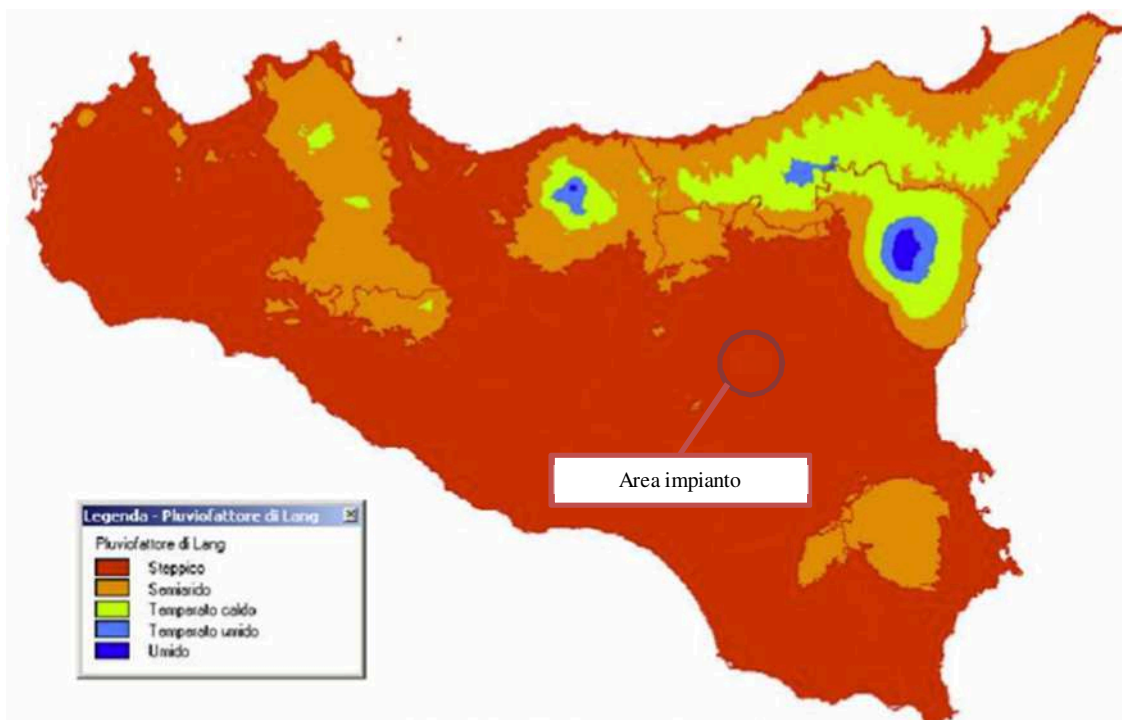 Area impianto
Legenda - Pluviofattore di Lang
Pluviofattore di Lang
Steppico
Semiarido
Temperato caldo
Temperato umido
Umido